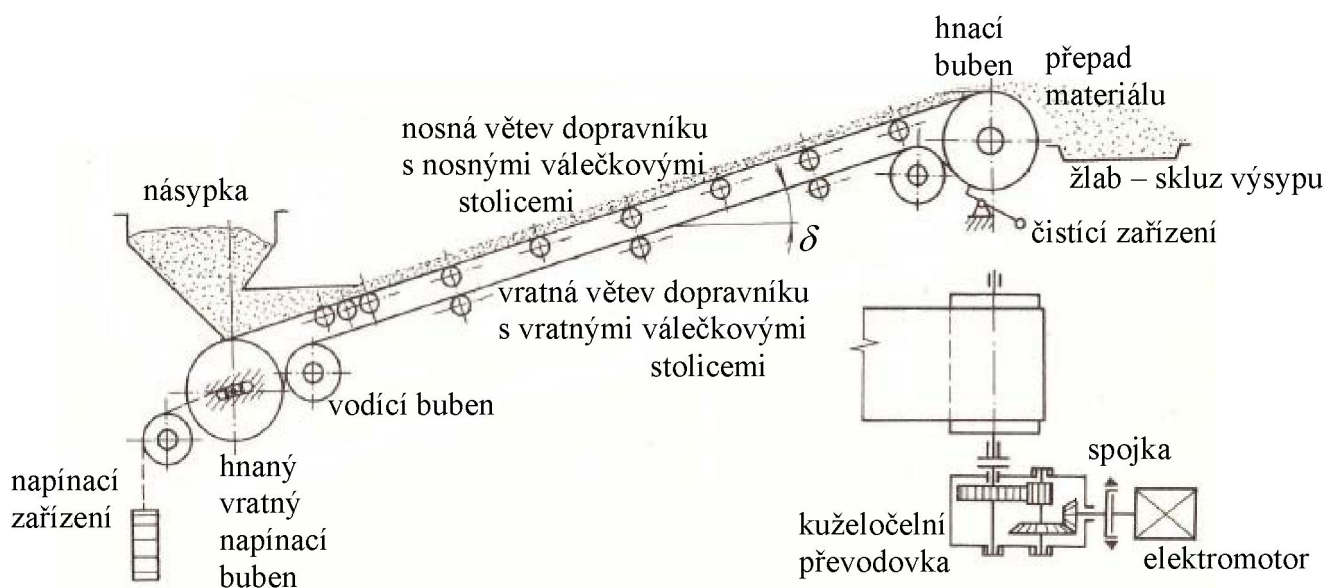 hnací
buben
přepad
materiálu
nosná větev dopravníku
s nosnými válečkovými
stolicemi
násypka
žlab – skluz výsypu
δ
čistící zařízení
vratná větev dopravníku
s vratnými válečkovými
stolicemi
vodící buben
napínací
zařízení
hnaný
vratný
napínací
buben
spojka
kuželočelní
převodovka
elektromotor